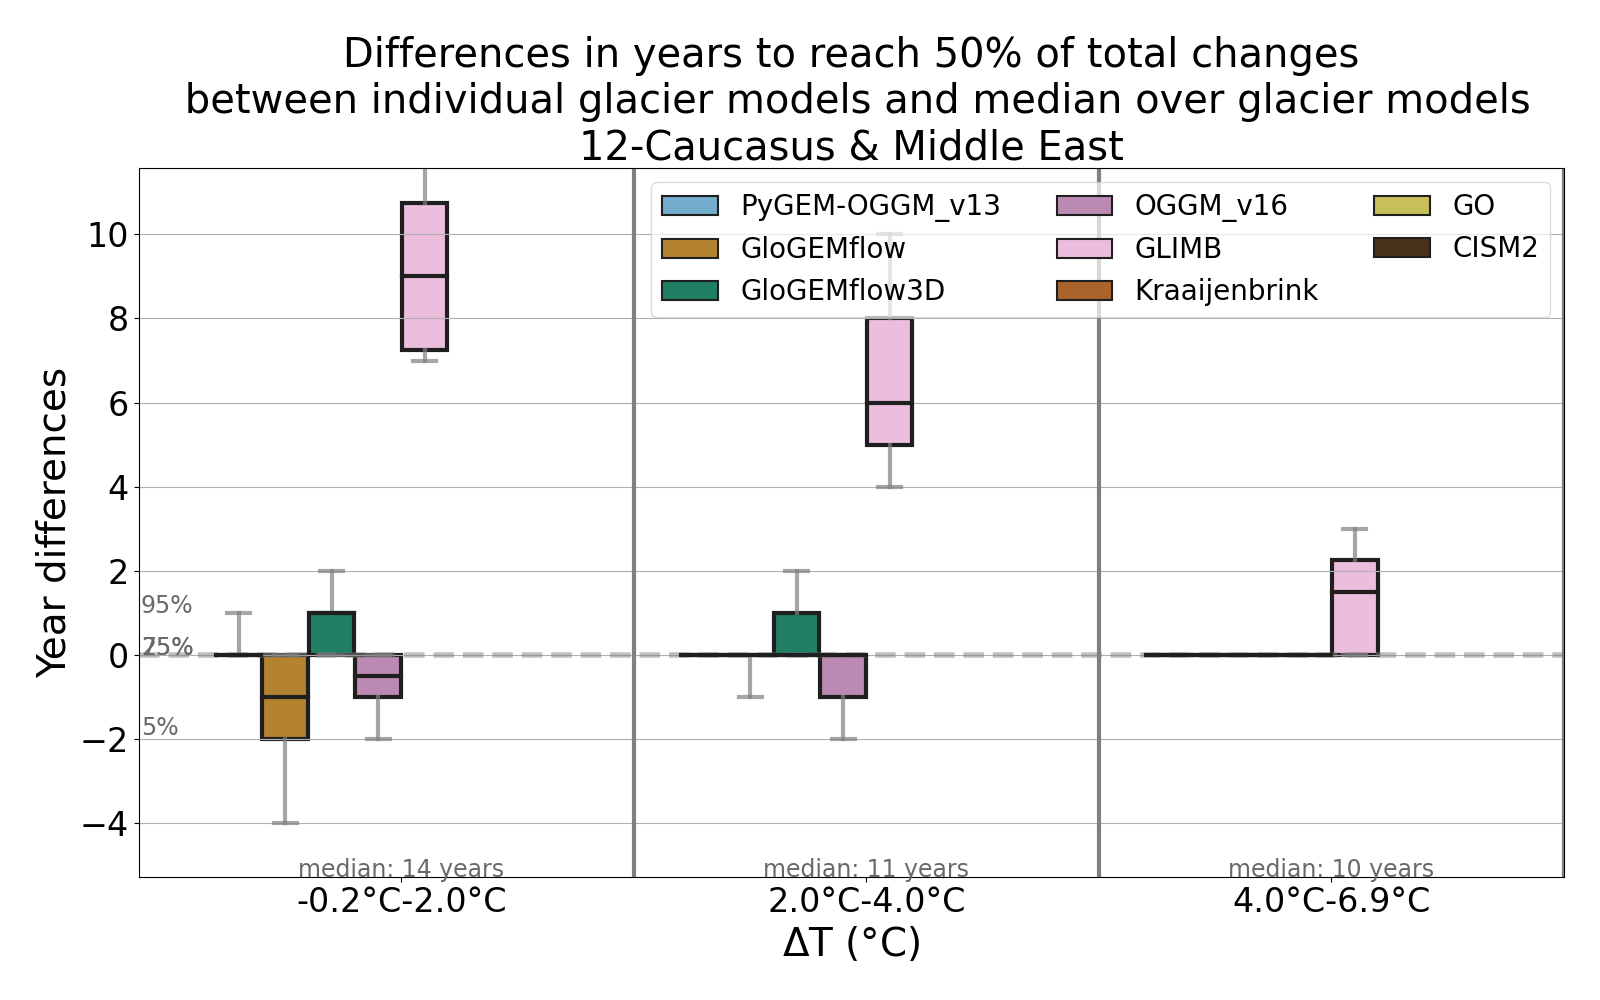 Differences in years to reach 50% of total changes
between individual glacier models and median over glacier models
12-Caucasus & Middle East
PyGEM-OGGM_v13
GloGEMflow
GloGEMflow3D
OGGM_v16
GLIMB
Kraaijenbrink
GO
CISM2
Year differences
10
8
6
4
2
0
−2
−4
95%
75%
5%
median: 14 years
median: 11 years
median: 10 years
-0.2°C-2.0°C
2.0°C-4.0°C
4.0°C-6.9°C
ΔT (°C)